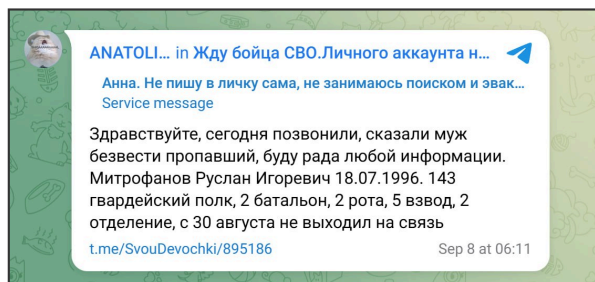 ANATOLI... in Жду бойца СВО.Личного аккаунта н...
Анна. Не пишу в личку сама, не занимаюсь поиском и эвак...
Service message
Здравствуйте, сегодня позвонили, сказали муж
безвести пропавший, буду рада любой информации.
Митрофанов Руслан Игоревич 18.07.1996. 143
гвардейский полк, 2 батальон, 2 рота, 5 взвод, 2
отделение, с 30 августа не выходил на связь
t.me/SvouDevochki/895186 Sep 8 at 06:11